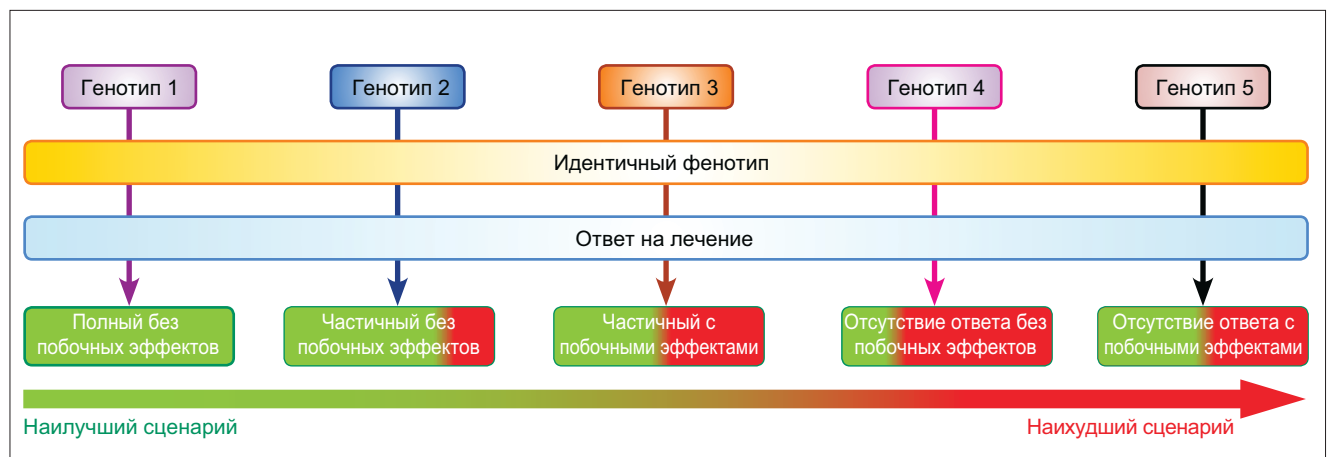 Генотип 1
Генотип 2
Генотип 3
Генотип 4
Генотип 5
Идентичный фенотип
Ответ на лечение
Полный без
побочных эффектов
Частичный без
побочных эффектов
Частичный с
побочными эффектами
Отсутствие ответа без
побочных эффектов
Отсутствие ответа с
побочными эффектами
Наилучший сценарий
Наихудший сценарий